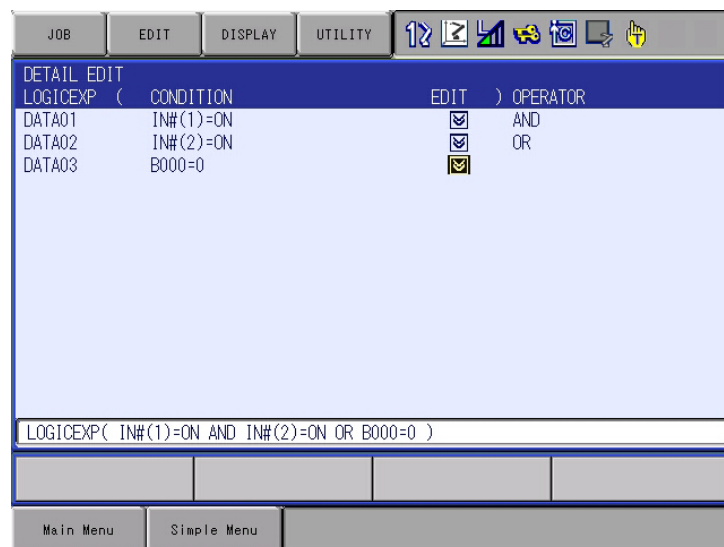 JOB EDIT DISPLAY UTILITY
DETAIL EDIT
LOGICEXP ( CONDITION EDIT ) OPERATOR
DATA01 IN#(1)=ON AND
DATA02 IN#(2)=ON OR
DATA03 B000=0
LOGICEXP( IN#(1)=ON AND IN#(2)=ON OR B000=0 )
Main Menu Simple Menu